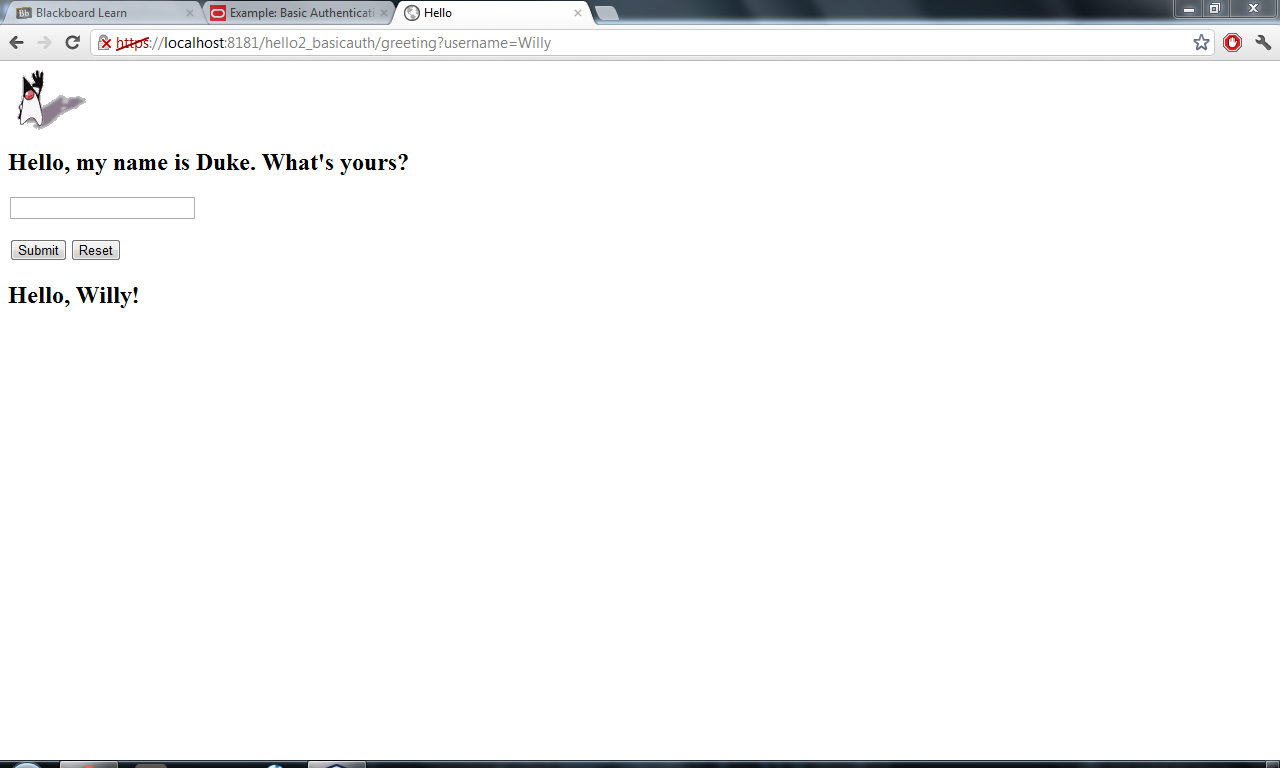 Blackboard Learn
Example: Basic Authenticati
Hello
https://localhost:8181/hello2_basicauth/greeting?username=Willy
Hello, my name is Duke. What's yours?
Submit Reset
Hello, Willy!